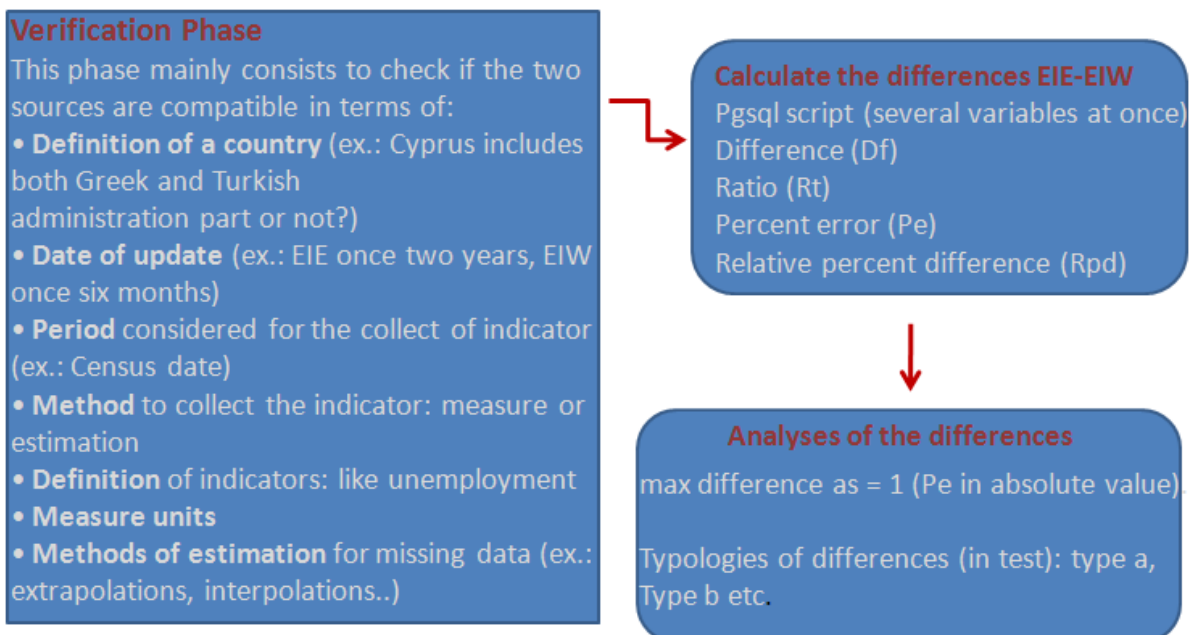 Verification Phase
This phase mainly consists to check if the two
sources are compatible in terms of:
• Definition of a country (ex.: Cyprus includes
both Greek and Turkish
administration part or not?)
• Date of update (ex.: EIE once two years, EIW
once six months)
• Period considered for the collect of indicator
(ex.: Census date)
• Method to collect the indicator: measure or
estimation
• Definition of indicators: like unemployment
• Measure units
• Methods of estimation for missing data (ex.:
extrapolations, interpolations..)
Calculate the differences EIE-EIW
Pgsql script (several variables at once)
Difference (Df)
Ratio (Rt)
Percent error (Pe)
Relative percent difference (Rpd)
Analyses of the differences
max difference as = 1 (Pe in absolute value).
Typologies of differences (in test): type a,
Type b etc.